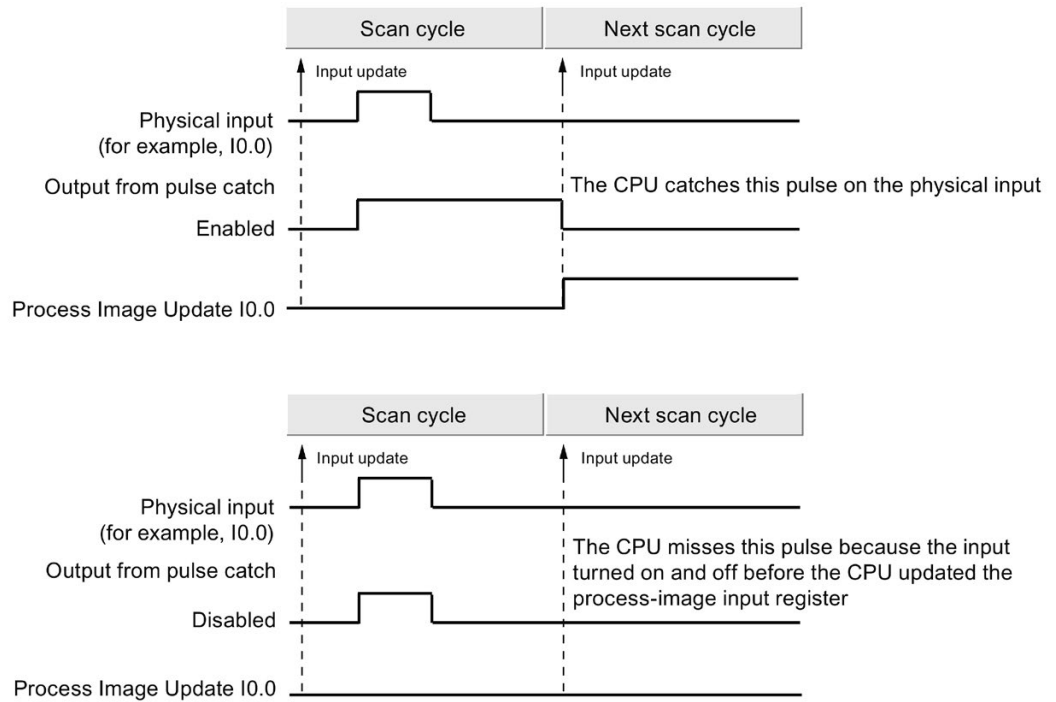 Scan cycle
Next scan cycle
Input update
Input update
Physical input
(for example, I0.0)
Output from pulse catch
The CPU catches this pulse on the physical input
Enabled
Process Image Update I0.0
Scan cycle
Next scan cycle
Input update
Input update
Physical input
(for example, I0.0)
The CPU misses this pulse because the input
turned on and off before the CPU updated the
process-image input register
Output from pulse catch
Disabled
Process Image Update I0.0